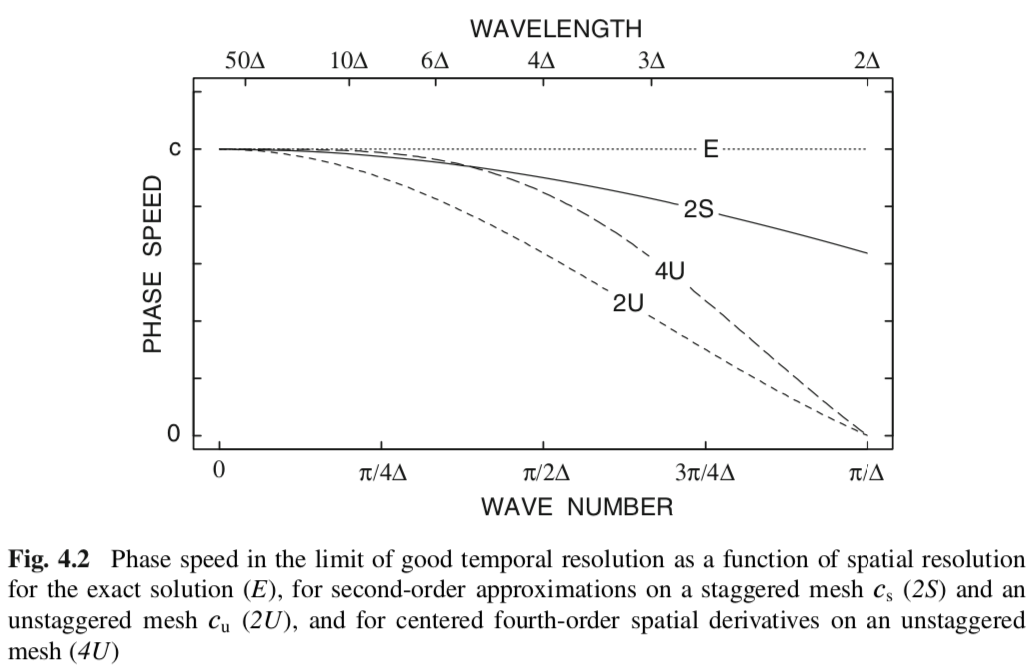 WAVELENGTH
50Δ 10Δ 6Δ 4Δ 3Δ 2Δ
c
E
2S
4U
2U
PHASE SPEED
0
0 π/4Δ π/2Δ 3π/4Δ π/Δ
WAVE NUMBER
Fig. 4.2 Phase speed in the limit of good temporal resolution as a function of spatial resolution
for the exact solution (E), for second-order approximations on a staggered mesh cs (2S) and an
unstaggered mesh cu (2U), and for centered fourth-order spatial derivatives on an unstaggered
mesh (4U)